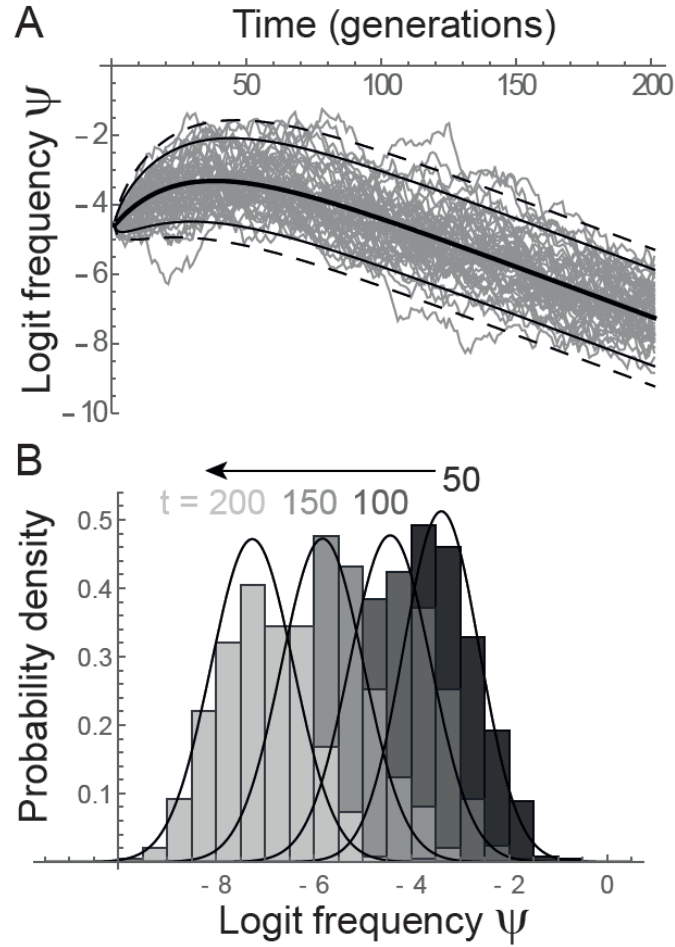 A
Time (generations)
50 100 150 200
Logit frequency ψ
- 2
- 4
- 6
- 8
- 10
B
50
t = 200 150 100
Probability density
0.5
0.4
0.3
0.2
0.1
- 8 - 6 - 4 - 2 0
Logit frequency ψ